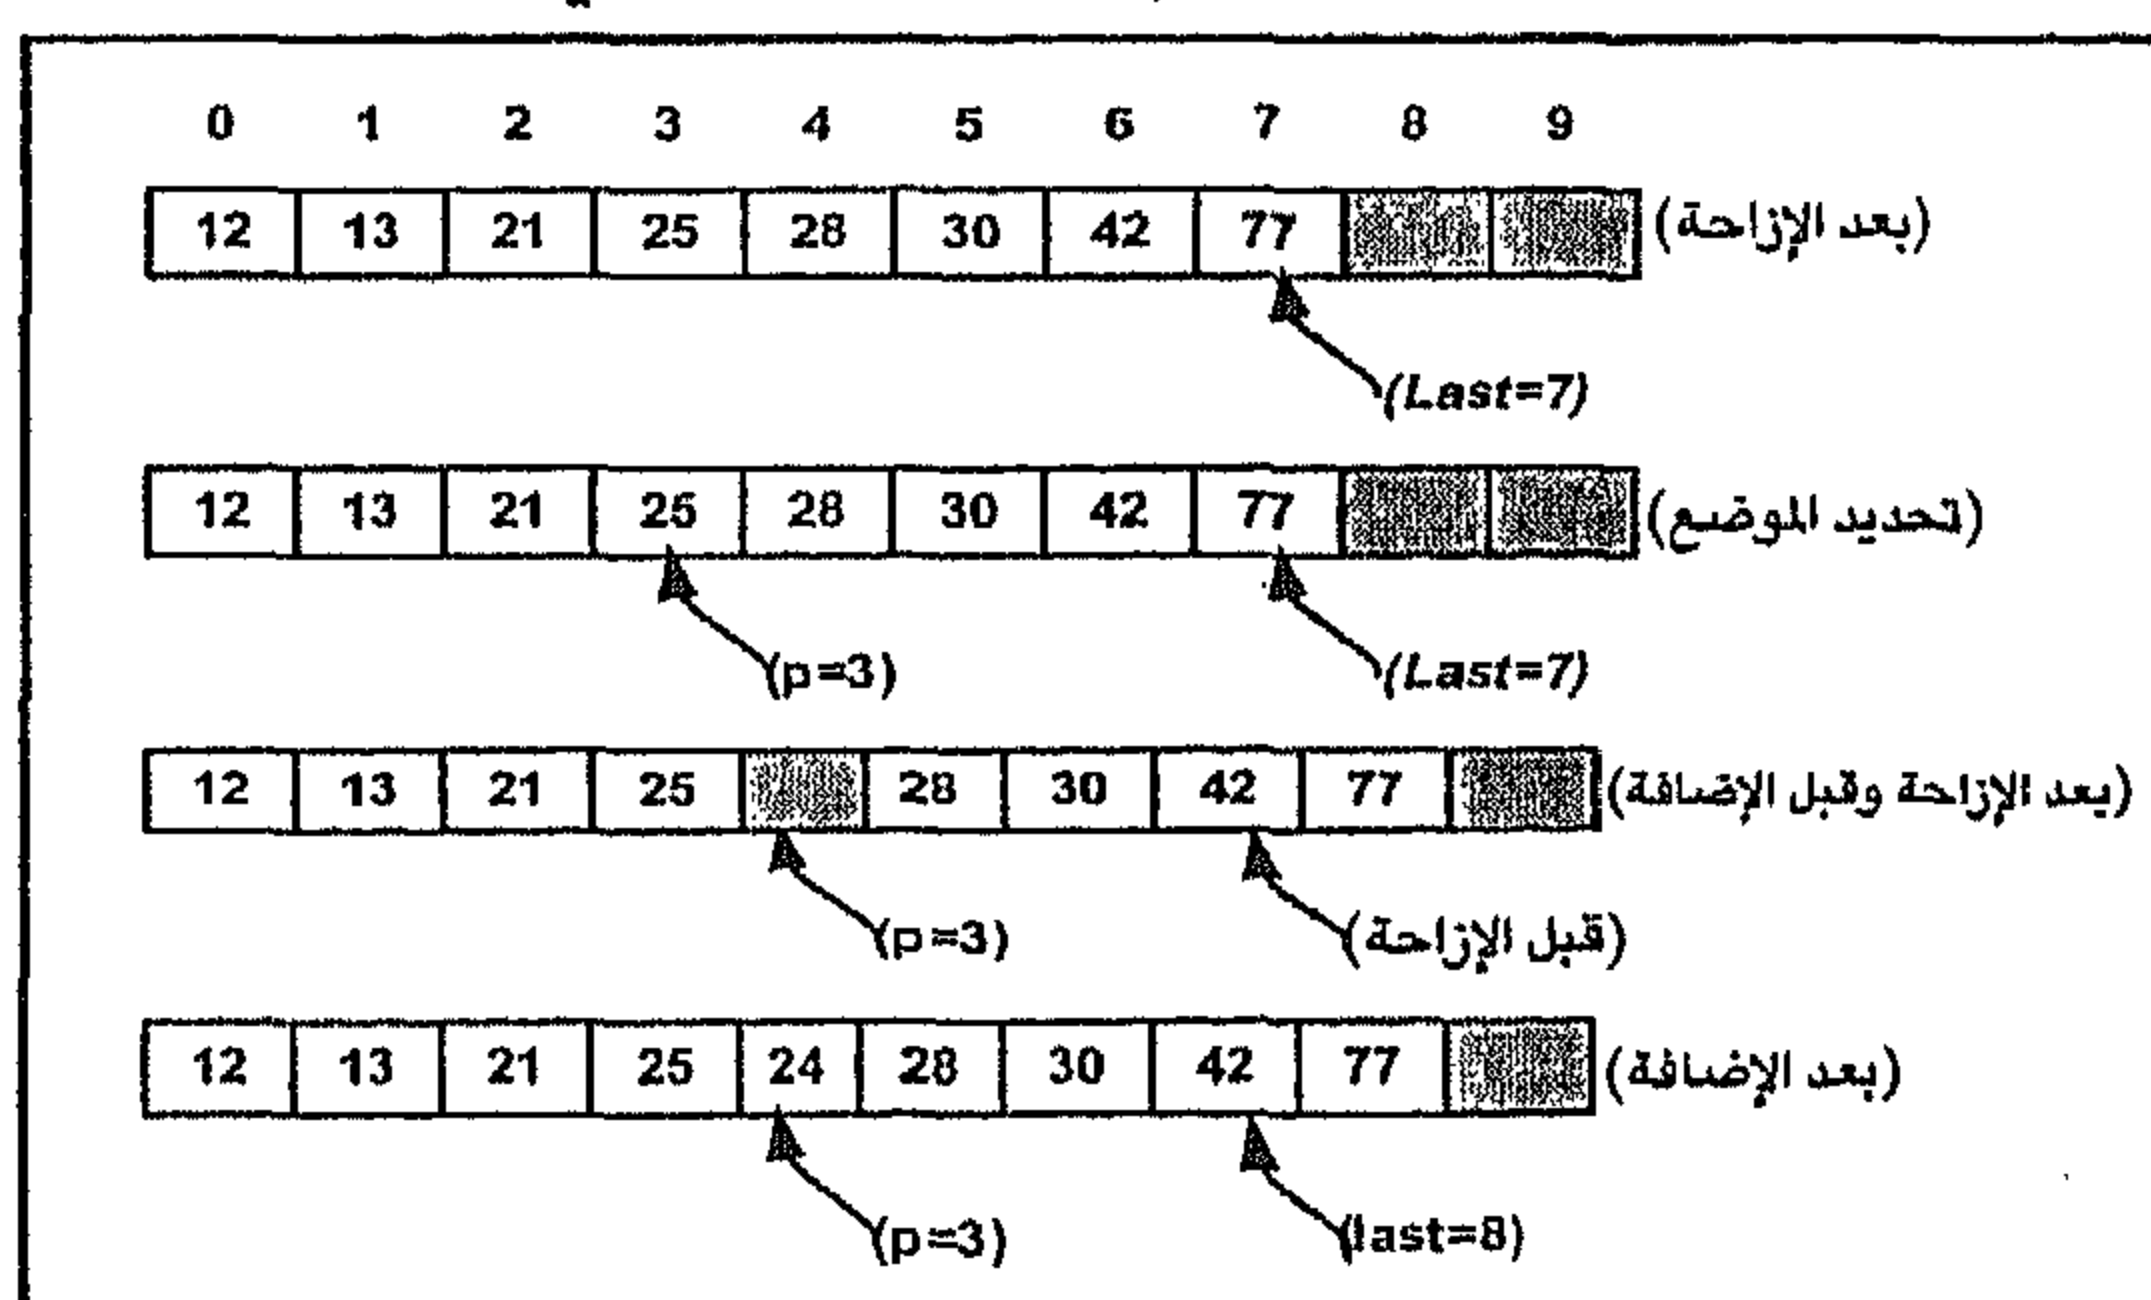 0 1 2 3 4 5 6 7 8 9
12 13 21 25 28 30 42 77 (بعد الإزاحة)
(Last=7)
12 13 21 25 28 30 42 77 (تحديد الموضع)
(p=3) (Last=7)
12 13 21 25 28 30 42 77 (بعد الإزاحة وقبل الإضافة)
(p=3) (قبل الإزاحة)
12 13 21 25 24 28 30 42 77 (بعد الإضافة)
(p=3) (last=8)